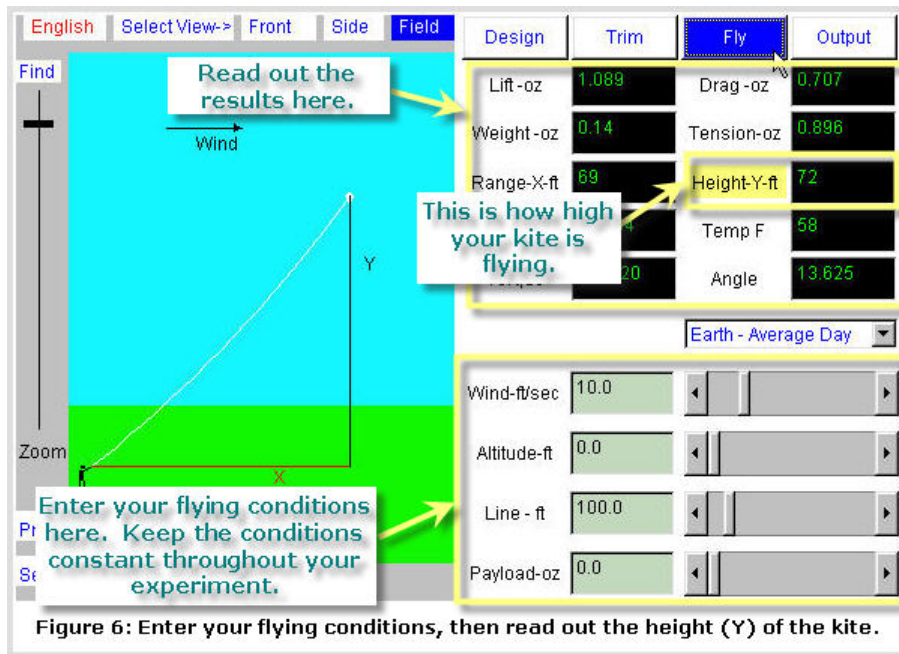 English Select View-> Front Side Field
Design Trim Fly Output
Find
Read out the
results here.
Wind
Lift-oz 1.089 Drag-oz 0.707
Weight-oz 0.14 Tension-oz 0.896
Range-X-ft 69 Height-Y-ft 72
This is how high
your kite is
flying.
Temp F 58
20 Angle 13.625
Y
Earth - Average Day
Wind-ft/sec 10.0
Altitude-ft 0.0
Line - ft 100.0
Payload-oz 0.0
Zoom
X
Enter your flying conditions
here. Keep the conditions
constant throughout your
experiment.
Figure 6: Enter your flying conditions, then read out the height (Y) of the kite.